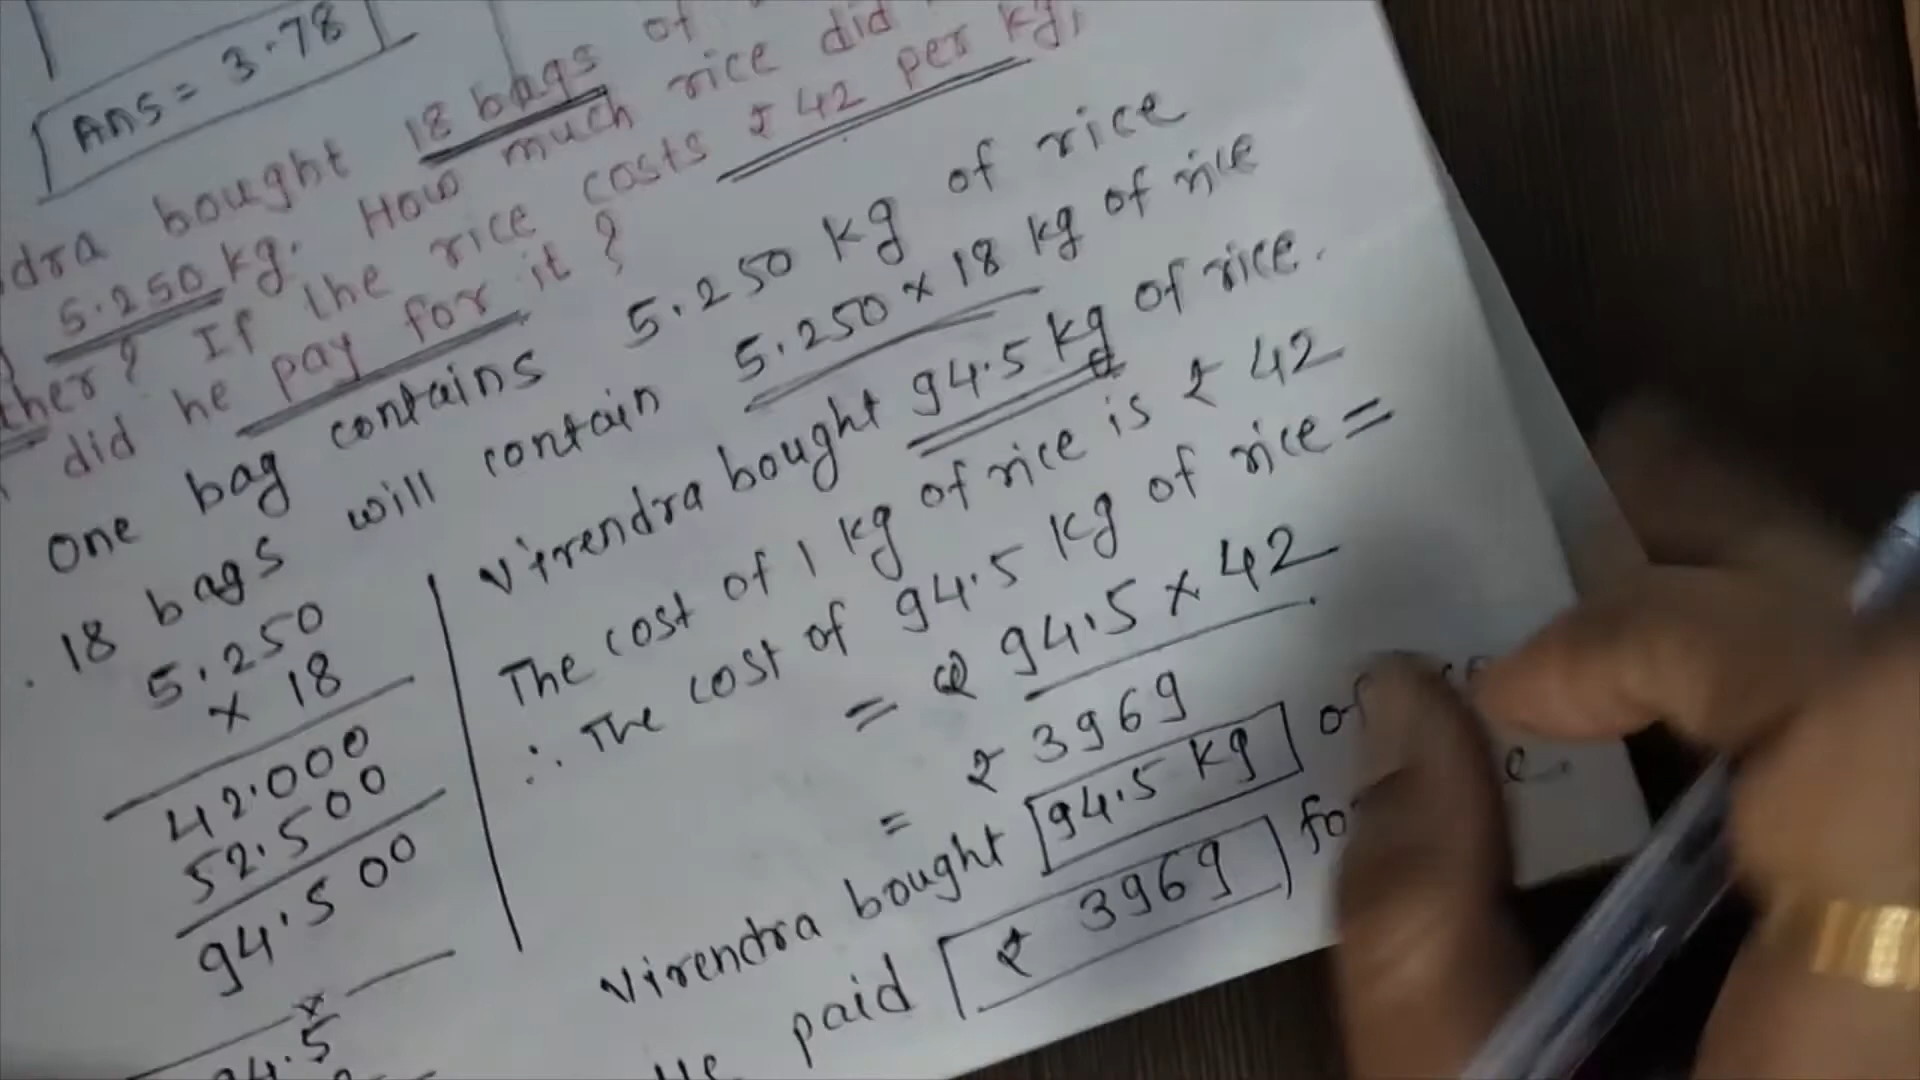 Ans = 3.78
dra bought 18 bags of
5.250 kg. How much rice did
ther? If the rice costs ₹ 42 per kg,
did he pay for it?
One bag contains 5.250 kg of rice
. 18 bags will contain 5.250 × 18 kg of rice
5.250
× 18
42.000
52.500
94.500
×
94.5
Virendra bought 94.5 kg of rice.
The cost of 1 kg of rice is ₹ 42
∴ The cost of 94.5 kg of rice =
= ₹ 94.5 × 42
= ₹ 3969
Virendra bought 94.5 kg of
He paid ₹ 3969 for